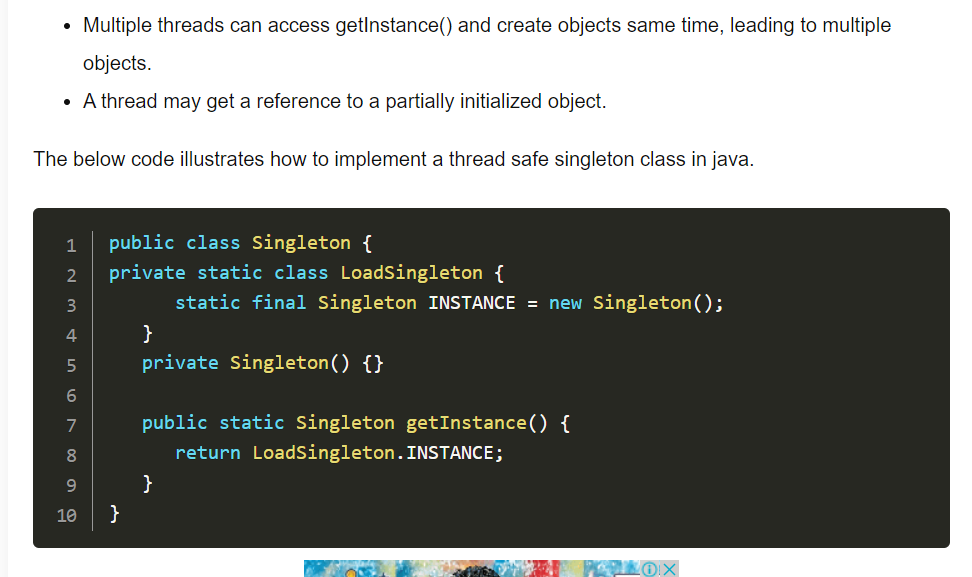 • Multiple threads can access getInstance() and create objects same time, leading to multiple
objects.
• A thread may get a reference to a partially initialized object.
The below code illustrates how to implement a thread safe singleton class in java.
1 public class Singleton {
2 private static class LoadSingleton {
3 static final Singleton INSTANCE = new Singleton();
4 }
5 private Singleton() {}
6
7 public static Singleton getInstance() {
8 return LoadSingleton.INSTANCE;
9 }
10 }